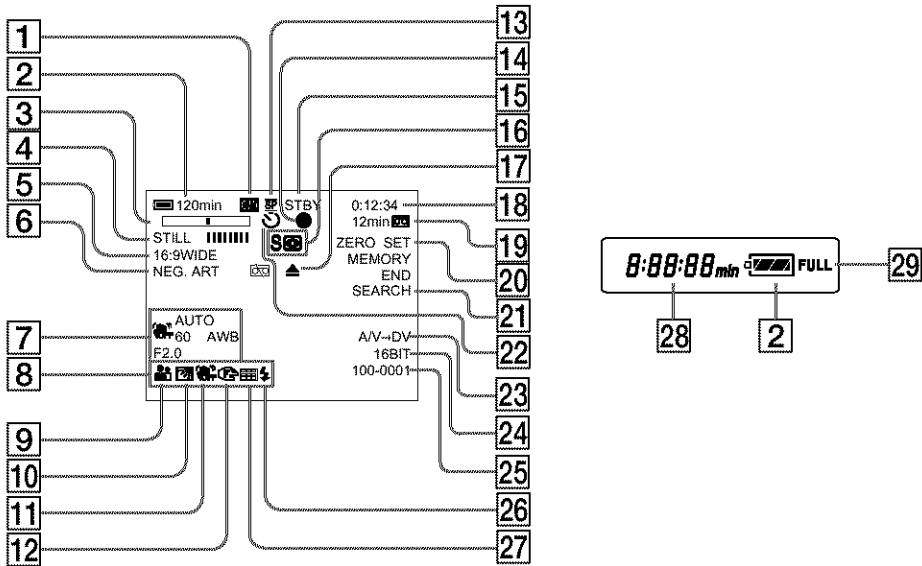 1
2
3
4
5
6
7
8
9
10
11
12
13
14
15
16
17
18
19
20
21
22
23
24
25
26
27
120min SP STBY 0:12:34
12min
STILL ZERO SET
16:9WIDE MEMORY
NEG. ART END
SEARCH
AUTO
60 AWB A/V→DV
F2.0 16BIT
100-0001
8:88:88 min FULL
28 2 29